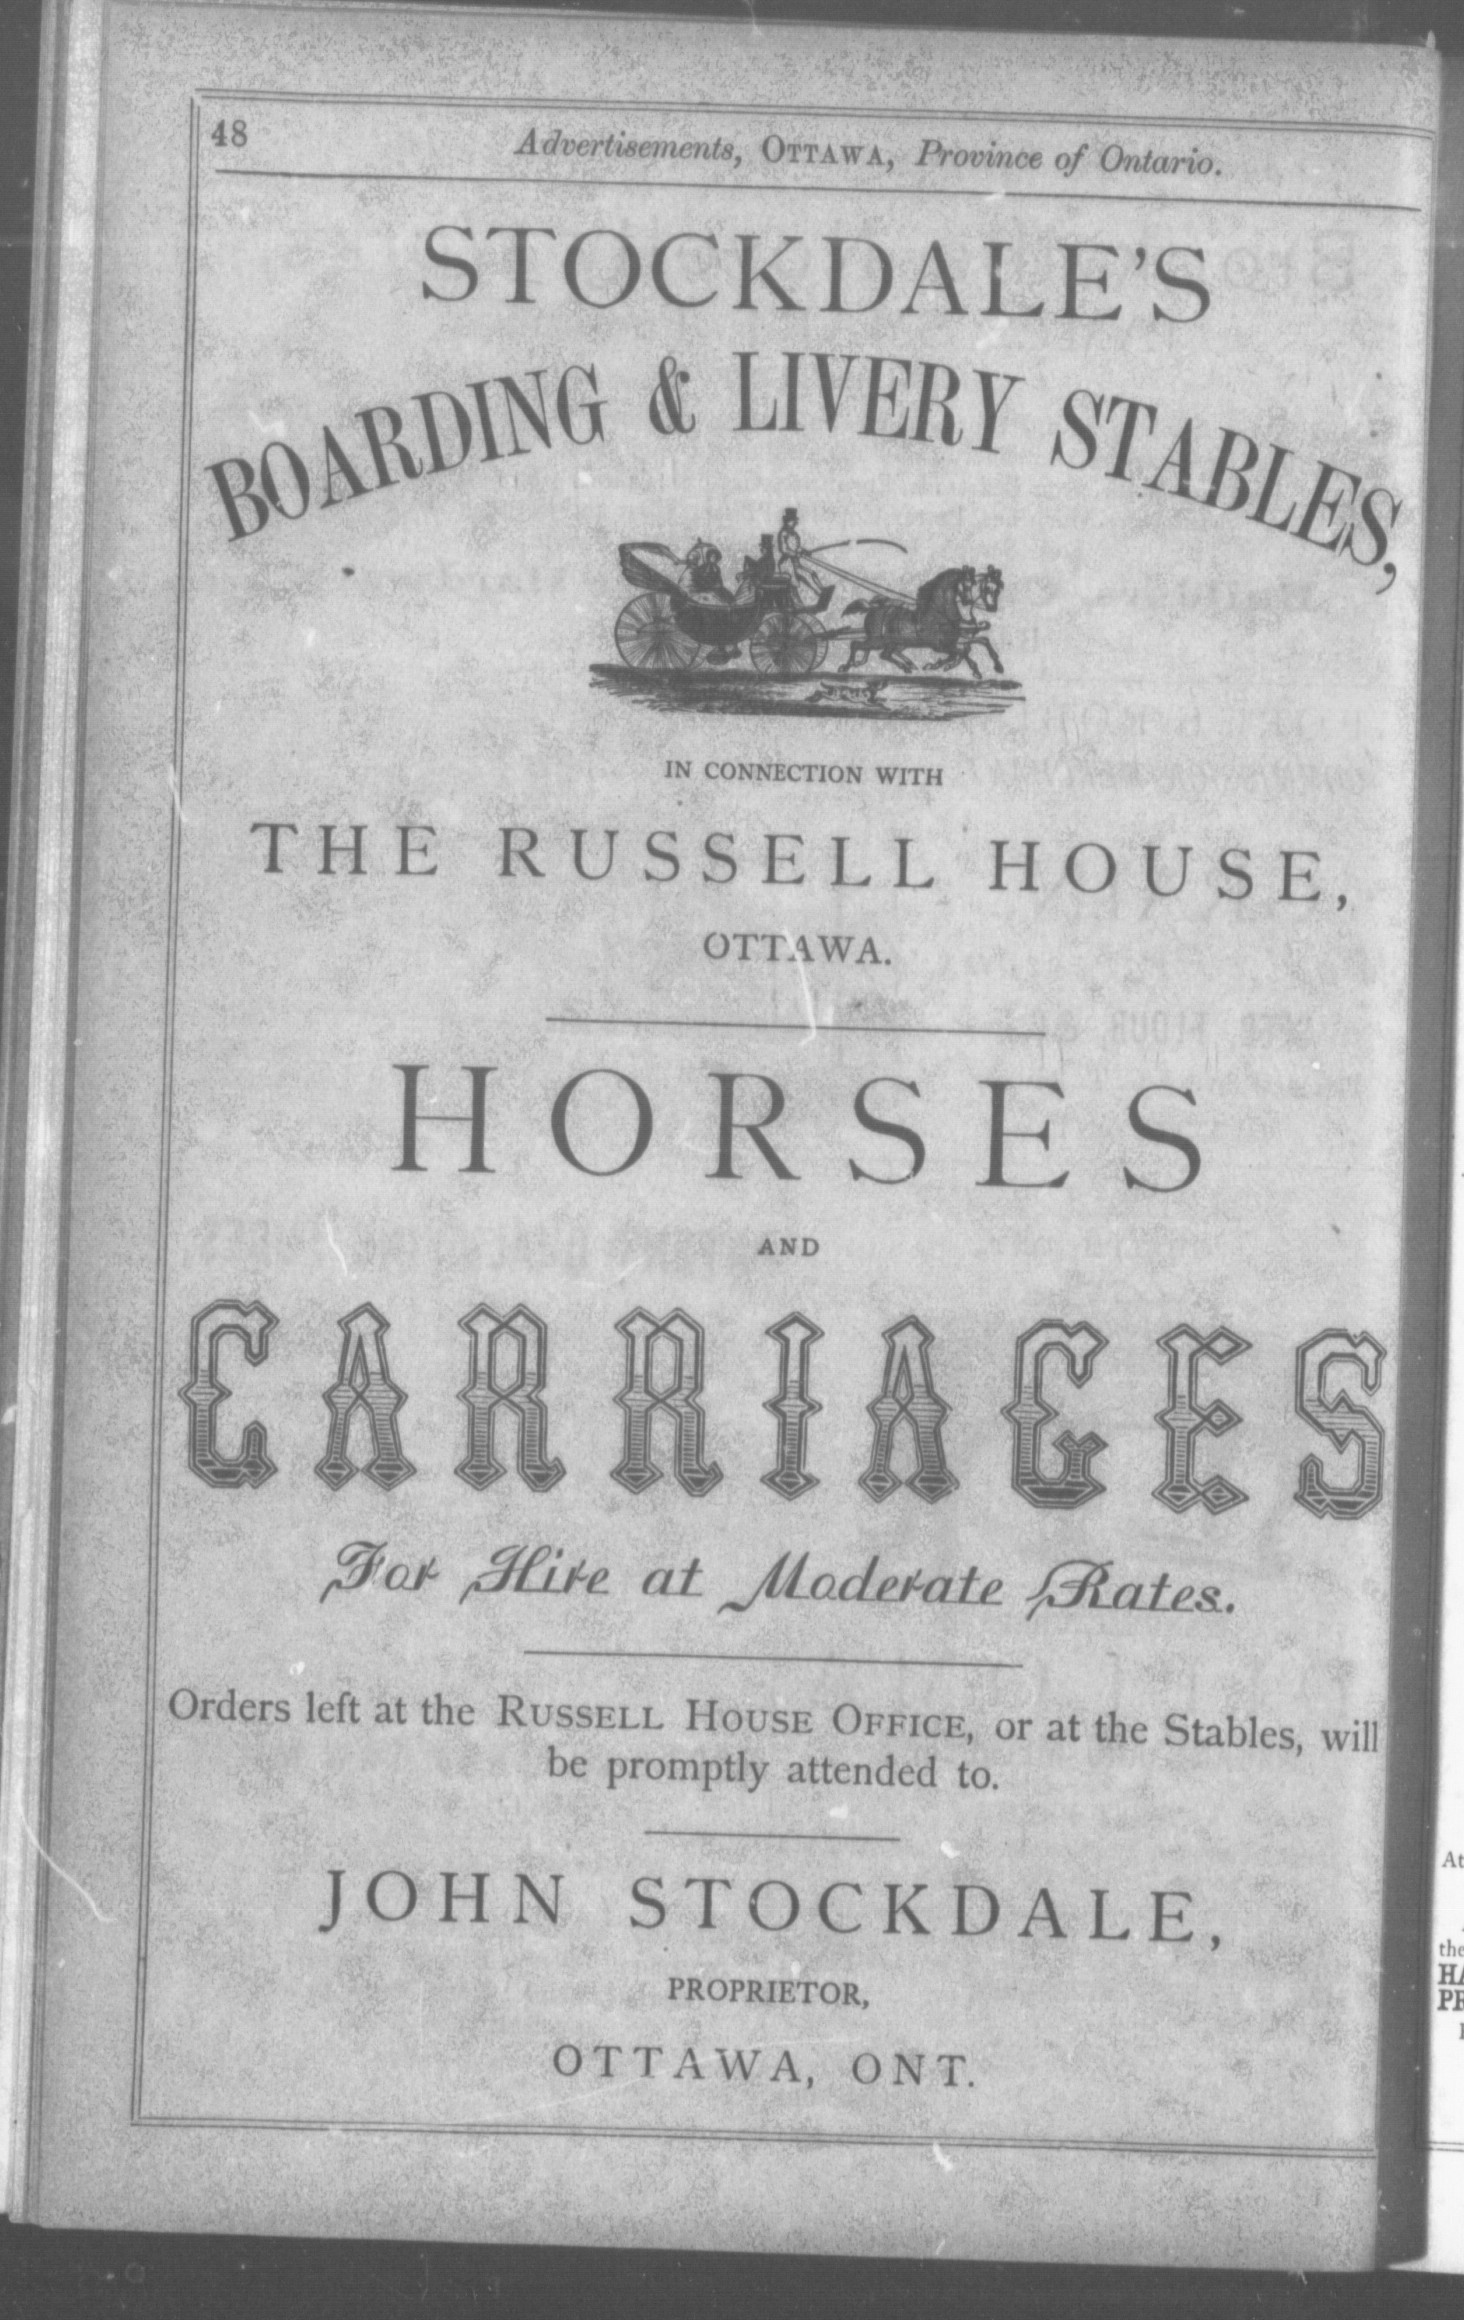 48
Advertisements, OTTAWA, Province of Ontario.
STOCKDALE'S
BOARDING & LIVERY STABLES,
IN CONNECTION WITH
THE RUSSELL HOUSE,
OTTAWA.
HORSES
AND
CARRIAGES
For Hire at Moderate Rates.
Orders left at the RUSSELL HOUSE OFFICE, or at the Stables, will
be promptly attended to.
JOHN STOCKDALE,
PROPRIETOR,
OTTAWA, ONT.
At
the